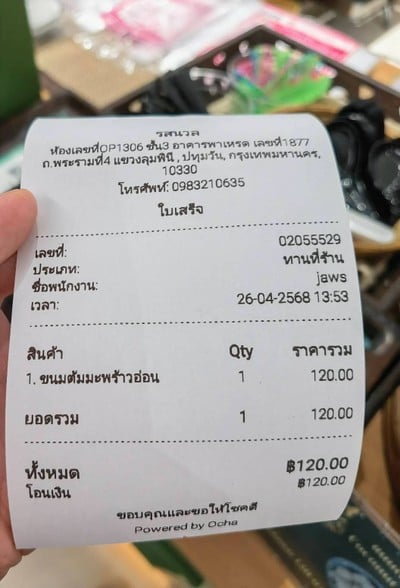 รสนวล
ห้องเลขที่OP1306 ชั้น3 อาคารพาเหรด เลขที่1877
ถ.พระรามที่4 แขวงลุมพินี , ปทุมวัน, กรุงเทพมหานคร,
10330
โทรศัพท์: 0983210635
ใบเสร็จ
เลขที่: 02055529
ประเภท: ทานที่ร้าน
ชื่อพนักงาน: jaws
เวลา: 26-04-2568 13:53
สินค้า Qty ราคารวม
1. ขนมต้มมะพร้าวอ่อน 1 120.00
ยอดรวม 1 120.00
ทั้งหมด ฿120.00
โอนเงิน ฿120.00
ขอบคุณและขอให้โชคดี
Powered by Ocha